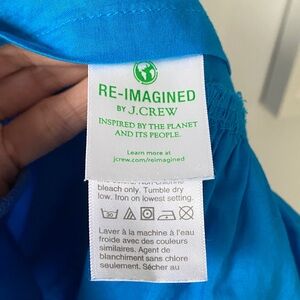 RE-IMAGINED
BY J.CREW
INSPIRED BY THE PLANET
AND ITS PEOPLE.
Learn more at
jcrew.com/reimagined
bleach only. Tumble dry
low. Iron on lowest setting.
Laver à la machine à l'eau
froide avec des couleurs
similaires. Agent de
blanchiment sans chlore
seulement. Sécher au